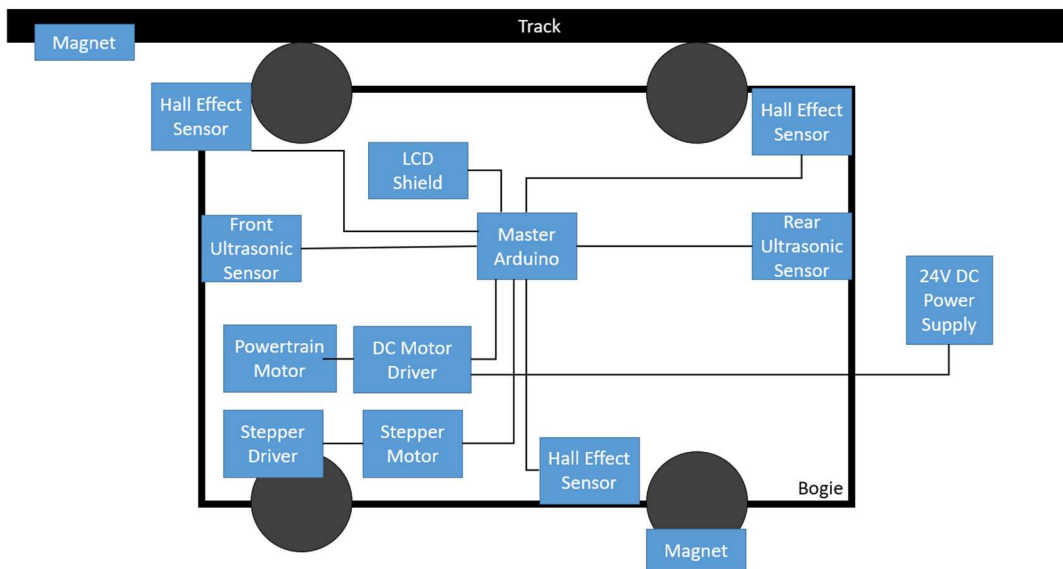 Track
Magnet
Hall Effect
Sensor
Hall Effect
Sensor
LCD
Shield
Front
Ultrasonic
Sensor
Master
Arduino
Rear
Ultrasonic
Sensor
24V DC
Power
Supply
Powertrain
Motor
DC Motor
Driver
Stepper
Driver
Stepper
Motor
Hall Effect
Sensor
Bogie
Magnet